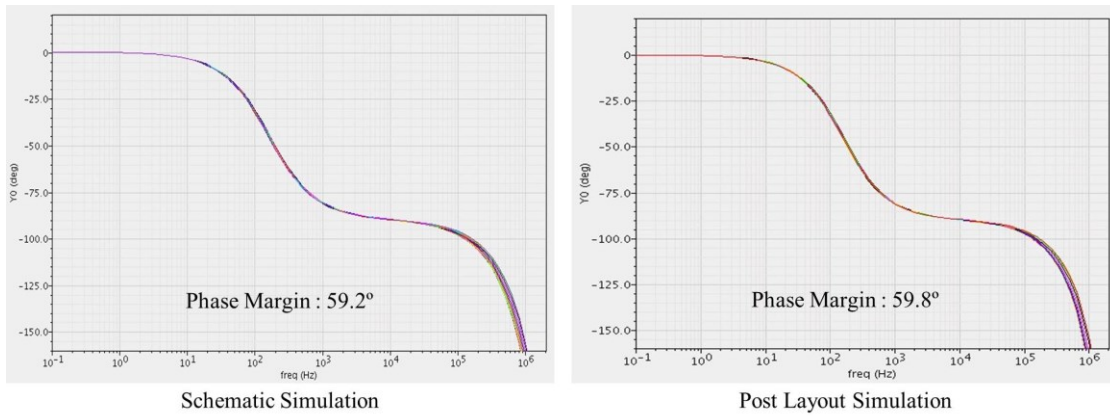 0
-25.0
-50.0
-75.0
-100.0
-125.0
-150.0
Y0 (deg)
Phase Margin : 59.2º
10⁻¹ 10⁰ 10¹ 10² 10³ 10⁴ 10⁵ 10⁶
freq (Hz)
Schematic Simulation
0
-25.0
-50.0
-75.0
-100.0
-125.0
-150.0
Y0 (deg)
Phase Margin : 59.8º
10⁻¹ 10⁰ 10¹ 10² 10³ 10⁴ 10⁵ 10⁶
freq (Hz)
Post Layout Simulation